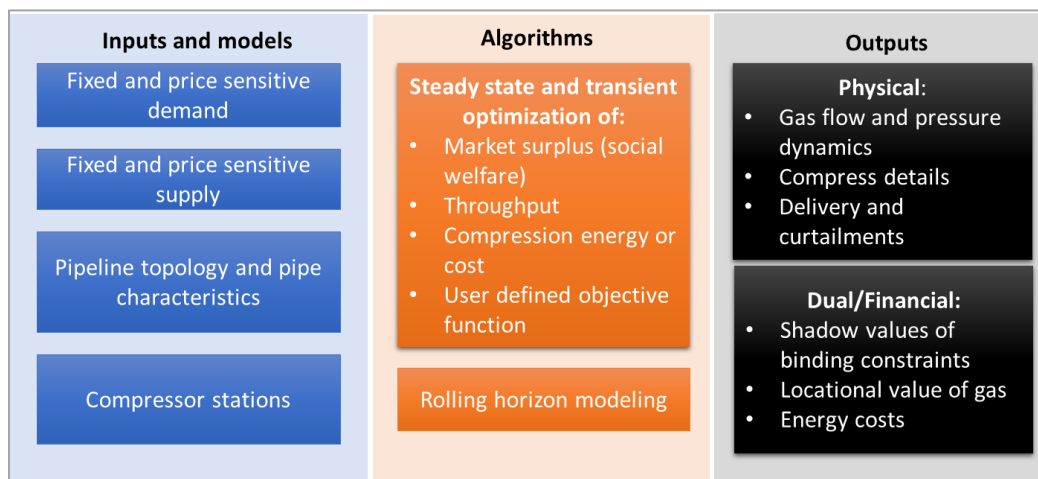 Inputs and models
Fixed and price sensitive
demand
Fixed and price sensitive
supply
Pipeline topology and pipe
characteristics
Compressor stations
Algorithms
Steady state and transient
optimization of:
• Market surplus (social
welfare)
• Throughput
• Compression energy or
cost
• User defined objective
function
Rolling horizon modeling
Outputs
Physical:
• Gas flow and pressure
dynamics
• Compress details
• Delivery and
curtailments
Dual/Financial:
• Shadow values of
binding constraints
• Locational value of gas
• Energy costs